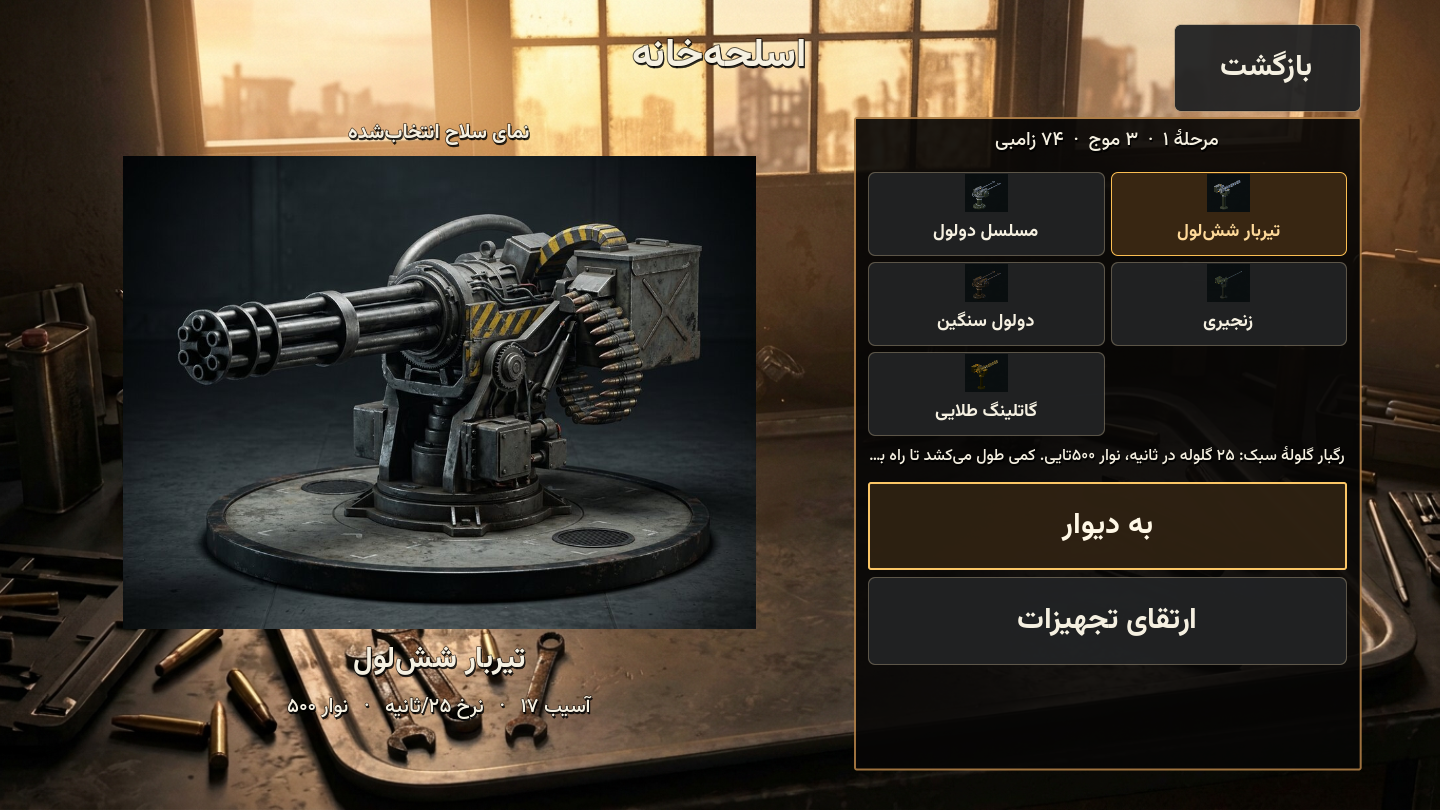 بازگشت
اسلحه‌خانه
مرحلهٔ ۱ · ۳ موج · ۷۴ زامبی
تیربار شش‌لول
مسلسل دولول
زنجیری
دولول سنگین
گاتلینگ طلایی
رگبار گلولهٔ سبک: ۲۵ گلوله در ثانیه، نوار ۵۰۰تایی. کمی طول می‌کشد تا راه بـ...
به دیوار
ارتقای تجهیزات
نمای سلاح انتخاب‌شده
تیربار شش‌لول
آسیب ۱۷ · نرخ ۲۵/ثانیه · نوار ۵۰۰